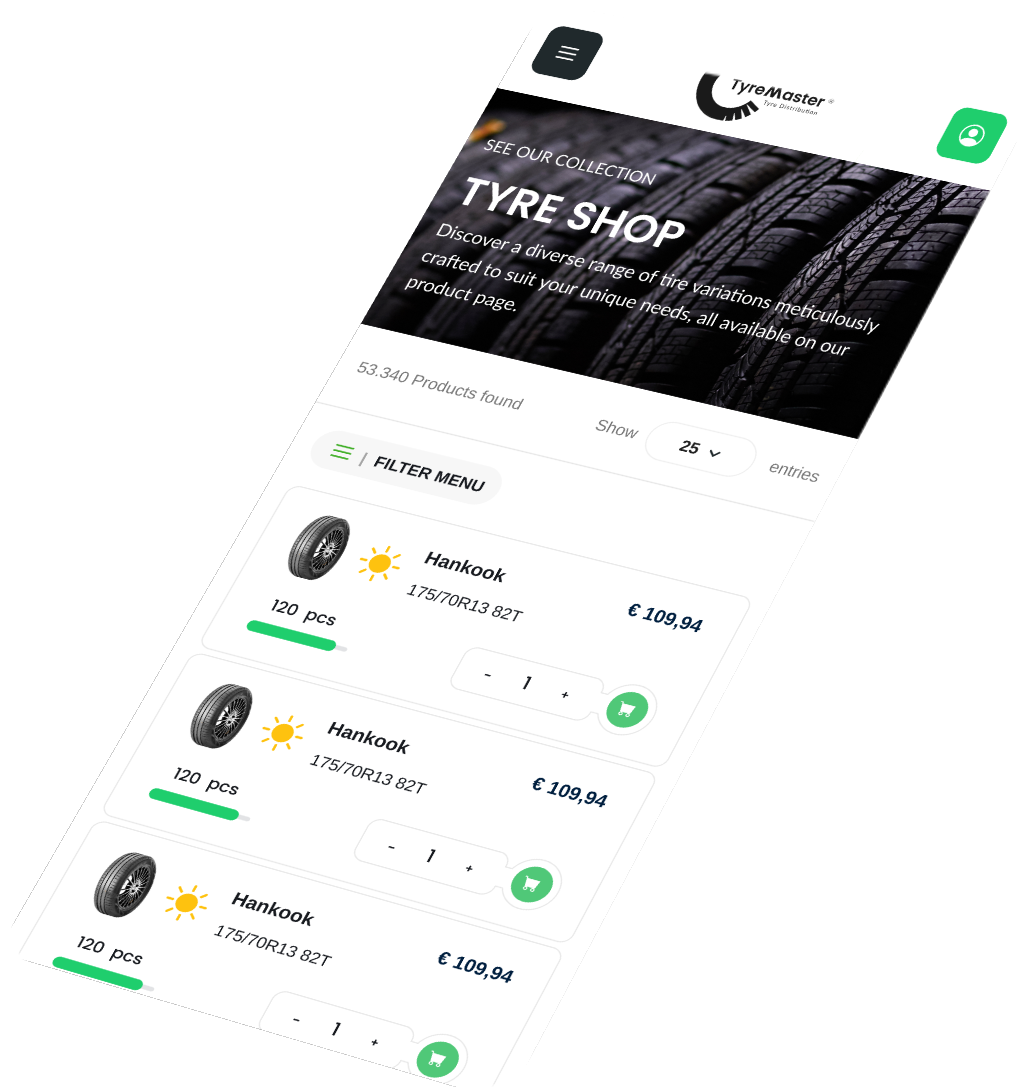 TyreMaster ®
Tyre Distribution
SEE OUR COLLECTION
TYRE SHOP
Discover a diverse range of tire variations meticulously
crafted to suit your unique needs, all available on our
product page.
53.340 Products found
Show
25
entries
| FILTER MENU
Hankook
175/70R13 82T
€ 109,94
120 pcs
- 1 +
Hankook
175/70R13 82T
€ 109,94
120 pcs
- 1 +
Hankook
175/70R13 82T
€ 109,94
120 pcs
- 1 +